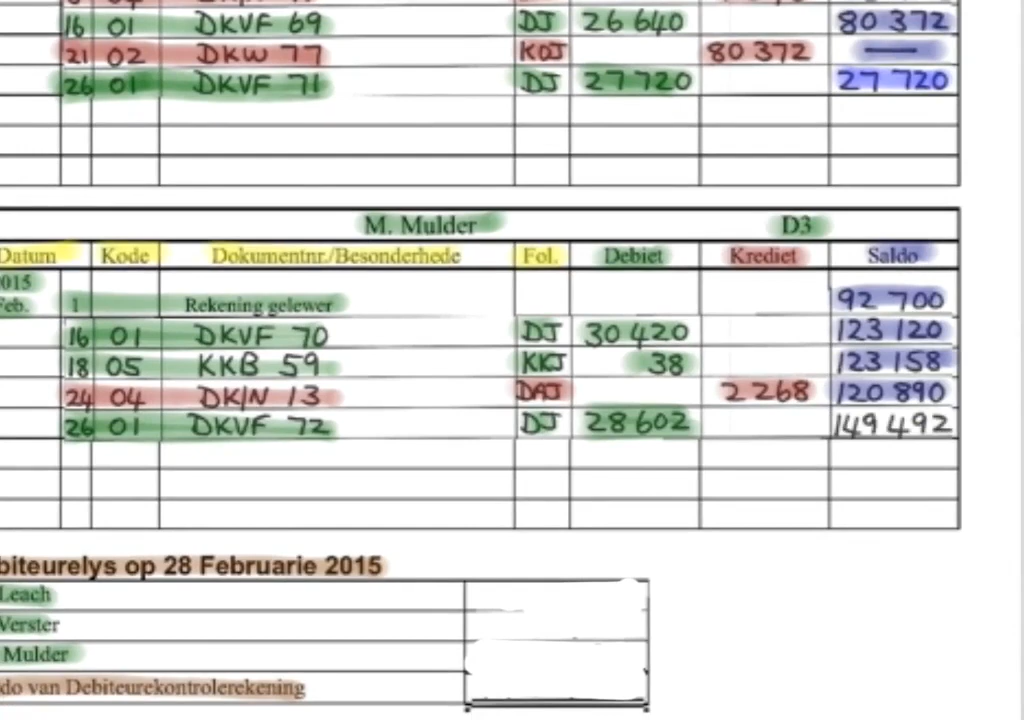 16 01 DKVF 69 DJ 26 640 80 372
21 02 DKW 77 KOJ 80 372 —
26 01 DKVF 71 DJ 27 720 27 720
M. Mulder D3
Datum Kode Dokumentnr./Besonderhede Fol. Debiet Krediet Saldo
015
Feb. 1 Rekening gelewer 92 700
16 01 DKVF 70 DJ 30 420 123 120
18 05 KKB 59 KKJ 38 123 158
24 04 DK/N 13 DAJ 2 268 120 890
26 01 DKVF 72 DJ 28 602 149 492
biteurelys op 28 Februarie 2015
Leach
Verster
Mulder
do van Debiteurekontrolerekening